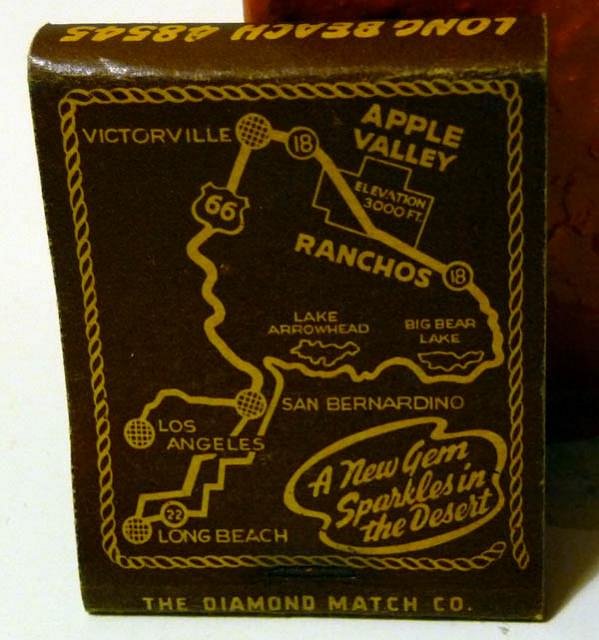 LONG BEACH 48545
VICTORVILLE
18
APPLE
VALLEY
66
ELEVATION
3000 FT.
RANCHOS
18
LAKE
ARROWHEAD
BIG BEAR
LAKE
SAN BERNARDINO
LOS
ANGELES
A New Gem
Sparkles in
the Desert
22
LONG BEACH
THE DIAMOND MATCH CO.